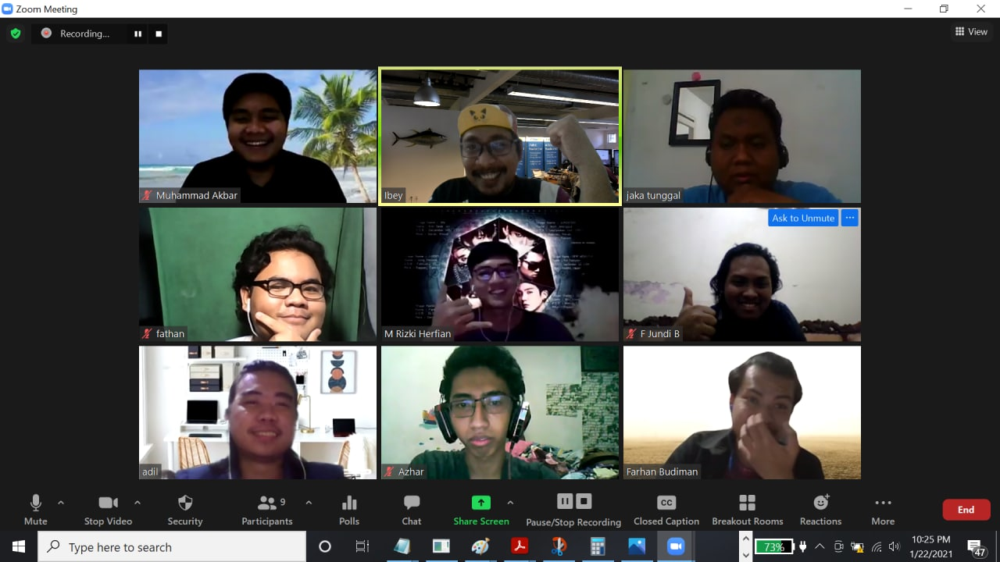 Zoom Meeting
Recording...
View
Muhammad Akbar
Ibey
jaka tunggal
Ask to Unmute
fathan
M Rizki Herfian
F Jundi B
adil
Azhar
Farhan Budiman
Mute
Stop Video
Security
9
Participants
Polls
Chat
Share Screen
Pause/Stop Recording
CC
Closed Caption
Breakout Rooms
Reactions
More
End
Type here to search
73%
10:25 PM
1/22/2021
47